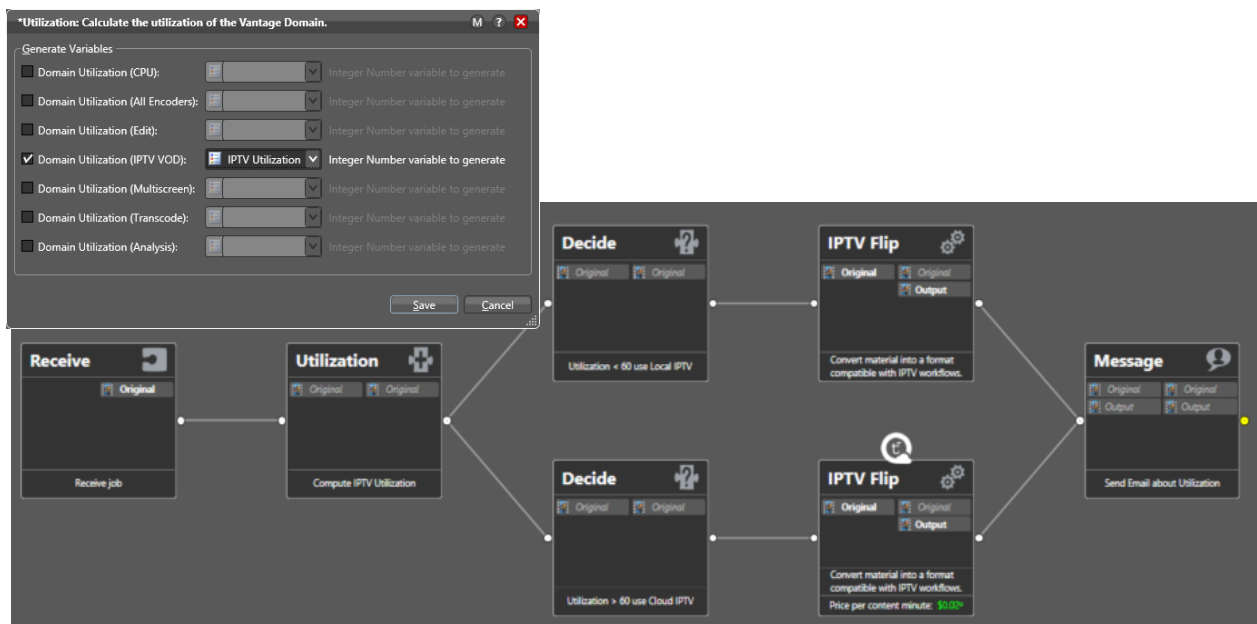 *Utilization: Calculate the utilization of the Vantage Domain.
M ? X
Generate Variables
Domain Utilization (CPU): Integer Number variable to generate
Domain Utilization (All Encoders): Integer Number variable to generate
Domain Utilization (Edit): Integer Number variable to generate
Domain Utilization (IPTV VOD): IPTV Utilization Integer Number variable to generate
Domain Utilization (Multiscreen): Integer Number variable to generate
Domain Utilization (Transcode): Integer Number variable to generate
Domain Utilization (Analysis): Integer Number variable to generate
Save Cancel
Receive
Original
Receive job
Utilization
Original Original
Compute IPTV Utilization
Decide
Original Original
Utilization < 60 use Local IPTV
IPTV Flip
Original Original
Output
Convert material into a format
compatible with IPTV workflows.
Decide
Original Original
Utilization > 60 use Cloud IPTV
IPTV Flip
Original Original
Output
Convert material into a format
compatible with IPTV workflows.
Price per content minute:
Message
Original Original
Output Output
Send Email about Utilization